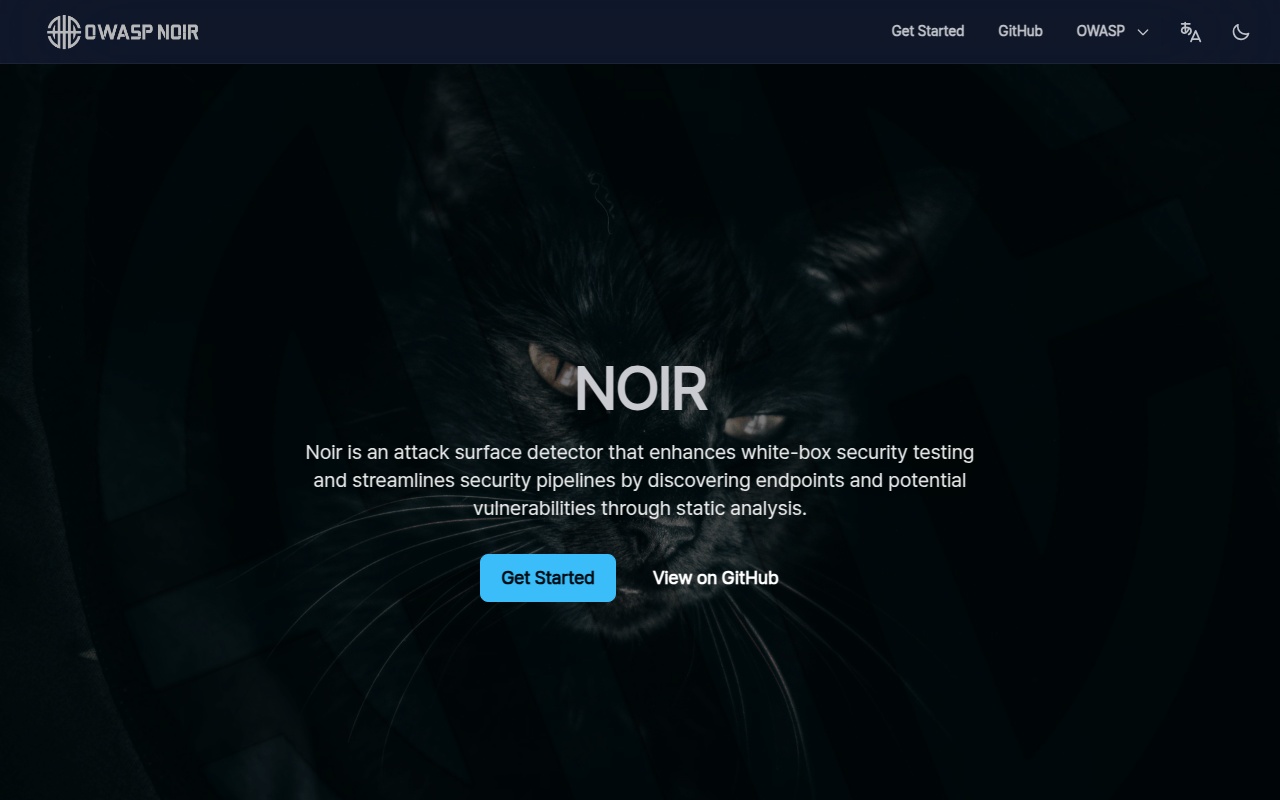 OWASP NOIR
Get Started
GitHub
OWASP
NOIR
Noir is an attack surface detector that enhances white-box security testing
and streamlines security pipelines by discovering endpoints and potential
vulnerabilities through static analysis.
Get Started
View on GitHub